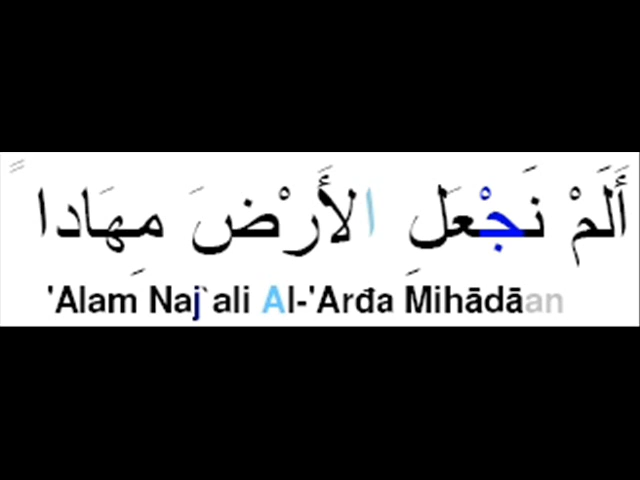 أَلَمْ نَجْعَلِ الأَرْضَ مِهَاداً
'Alam Naj`ali Al-'Arđa Mihādāan